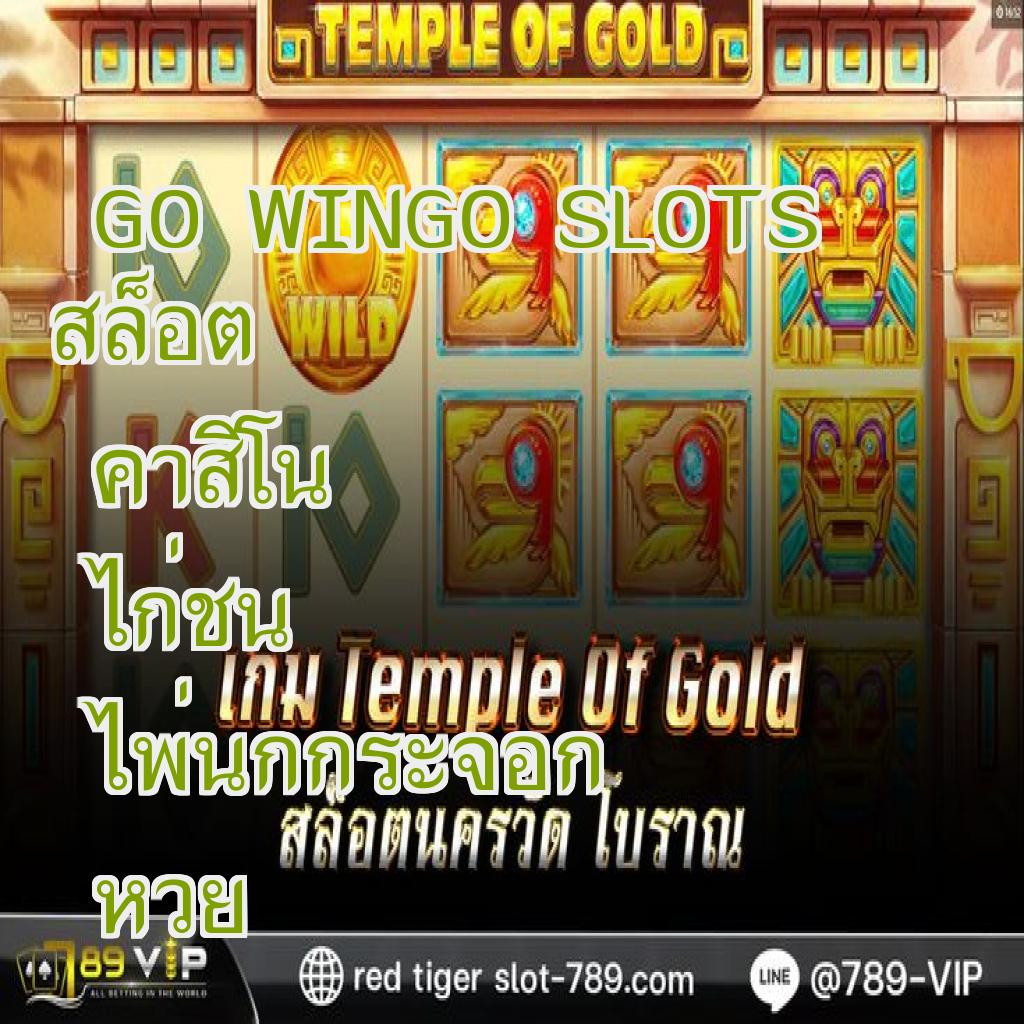 TEMPLE OF GOLD
GO WINGO SLOTS
WILD
สล็อต
คาสิโน
ไก่ชน
เกม Temple Of Gold
ไพ่นกกระจอก
สล็อตนครวัด โบราณ
หวย
789 VIP
ALL BETTING IN THE WORLD
red tiger slot-789.com
LINE @789-VIP